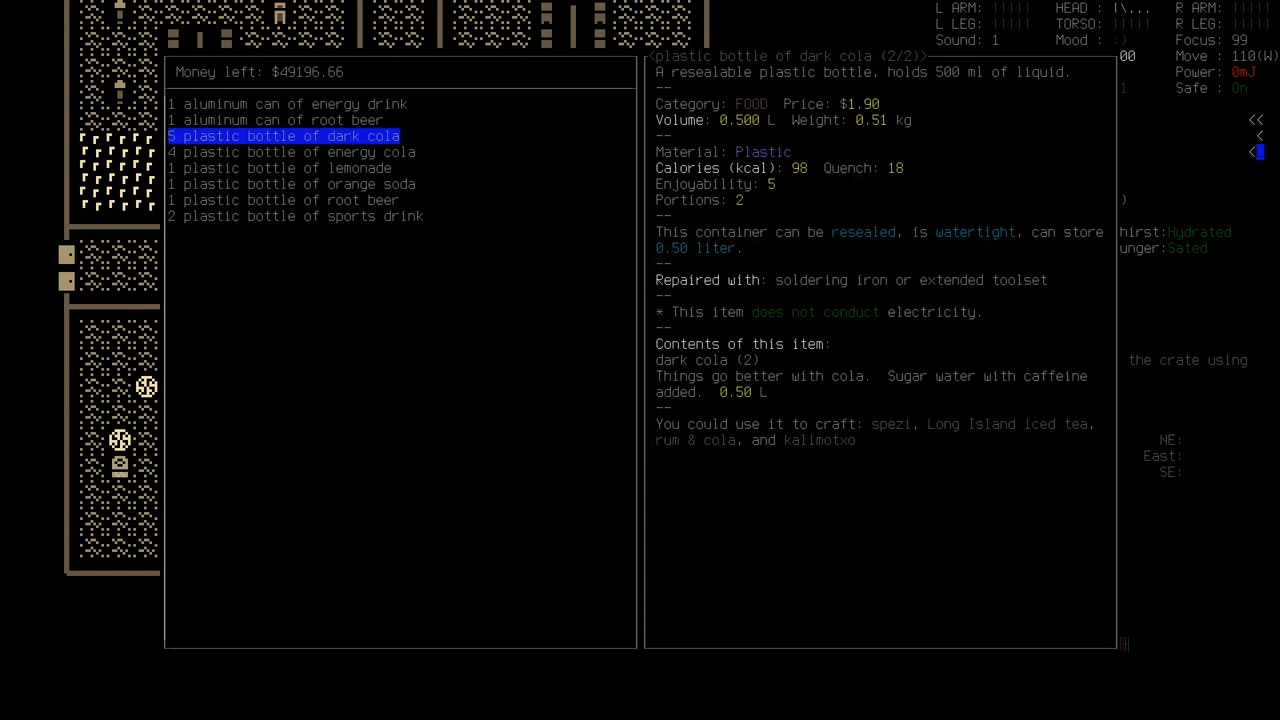 L ARM: ||||| HEAD : |\... R ARM: |||||
L LEG: ||||| TORSO: ||||| R LEG: |||||
Sound: 1 Mood : :) Focus: 99
<plastic bottle of dark cola (2/2)> 00 Move : 110(W)
Money left: $49196.66
A resealable plastic bottle, holds 500 ml of liquid. Power: 0mJ
-- 1 Safe : On
1 aluminum can of energy drink
Category: FOOD Price: $1.90
1 aluminum can of root beer
Volume: 0.500 L Weight: 0.51 kg <<
5 plastic bottle of dark cola
-- <
4 plastic bottle of energy cola
Material: Plastic <
1 plastic bottle of lemonade
Calories (kcal): 98 Quench: 18
1 plastic bottle of orange soda
Enjoyability: 5
1 plastic bottle of root beer
Portions: 2 )
2 plastic bottle of sports drink
--
This container can be resealed, is watertight, can store hirst:Hydrated
0.50 liter. unger:Sated
--
Repaired with: soldering iron or extended toolset
--
* This item does not conduct electricity.
--
Contents of this item:
dark cola (2) the crate using
Things go better with cola. Sugar water with caffeine
added. 0.50 L
--
You could use it to craft: spezi, Long Island iced tea,
rum & cola, and kalimotxo NE:
East:
SE: